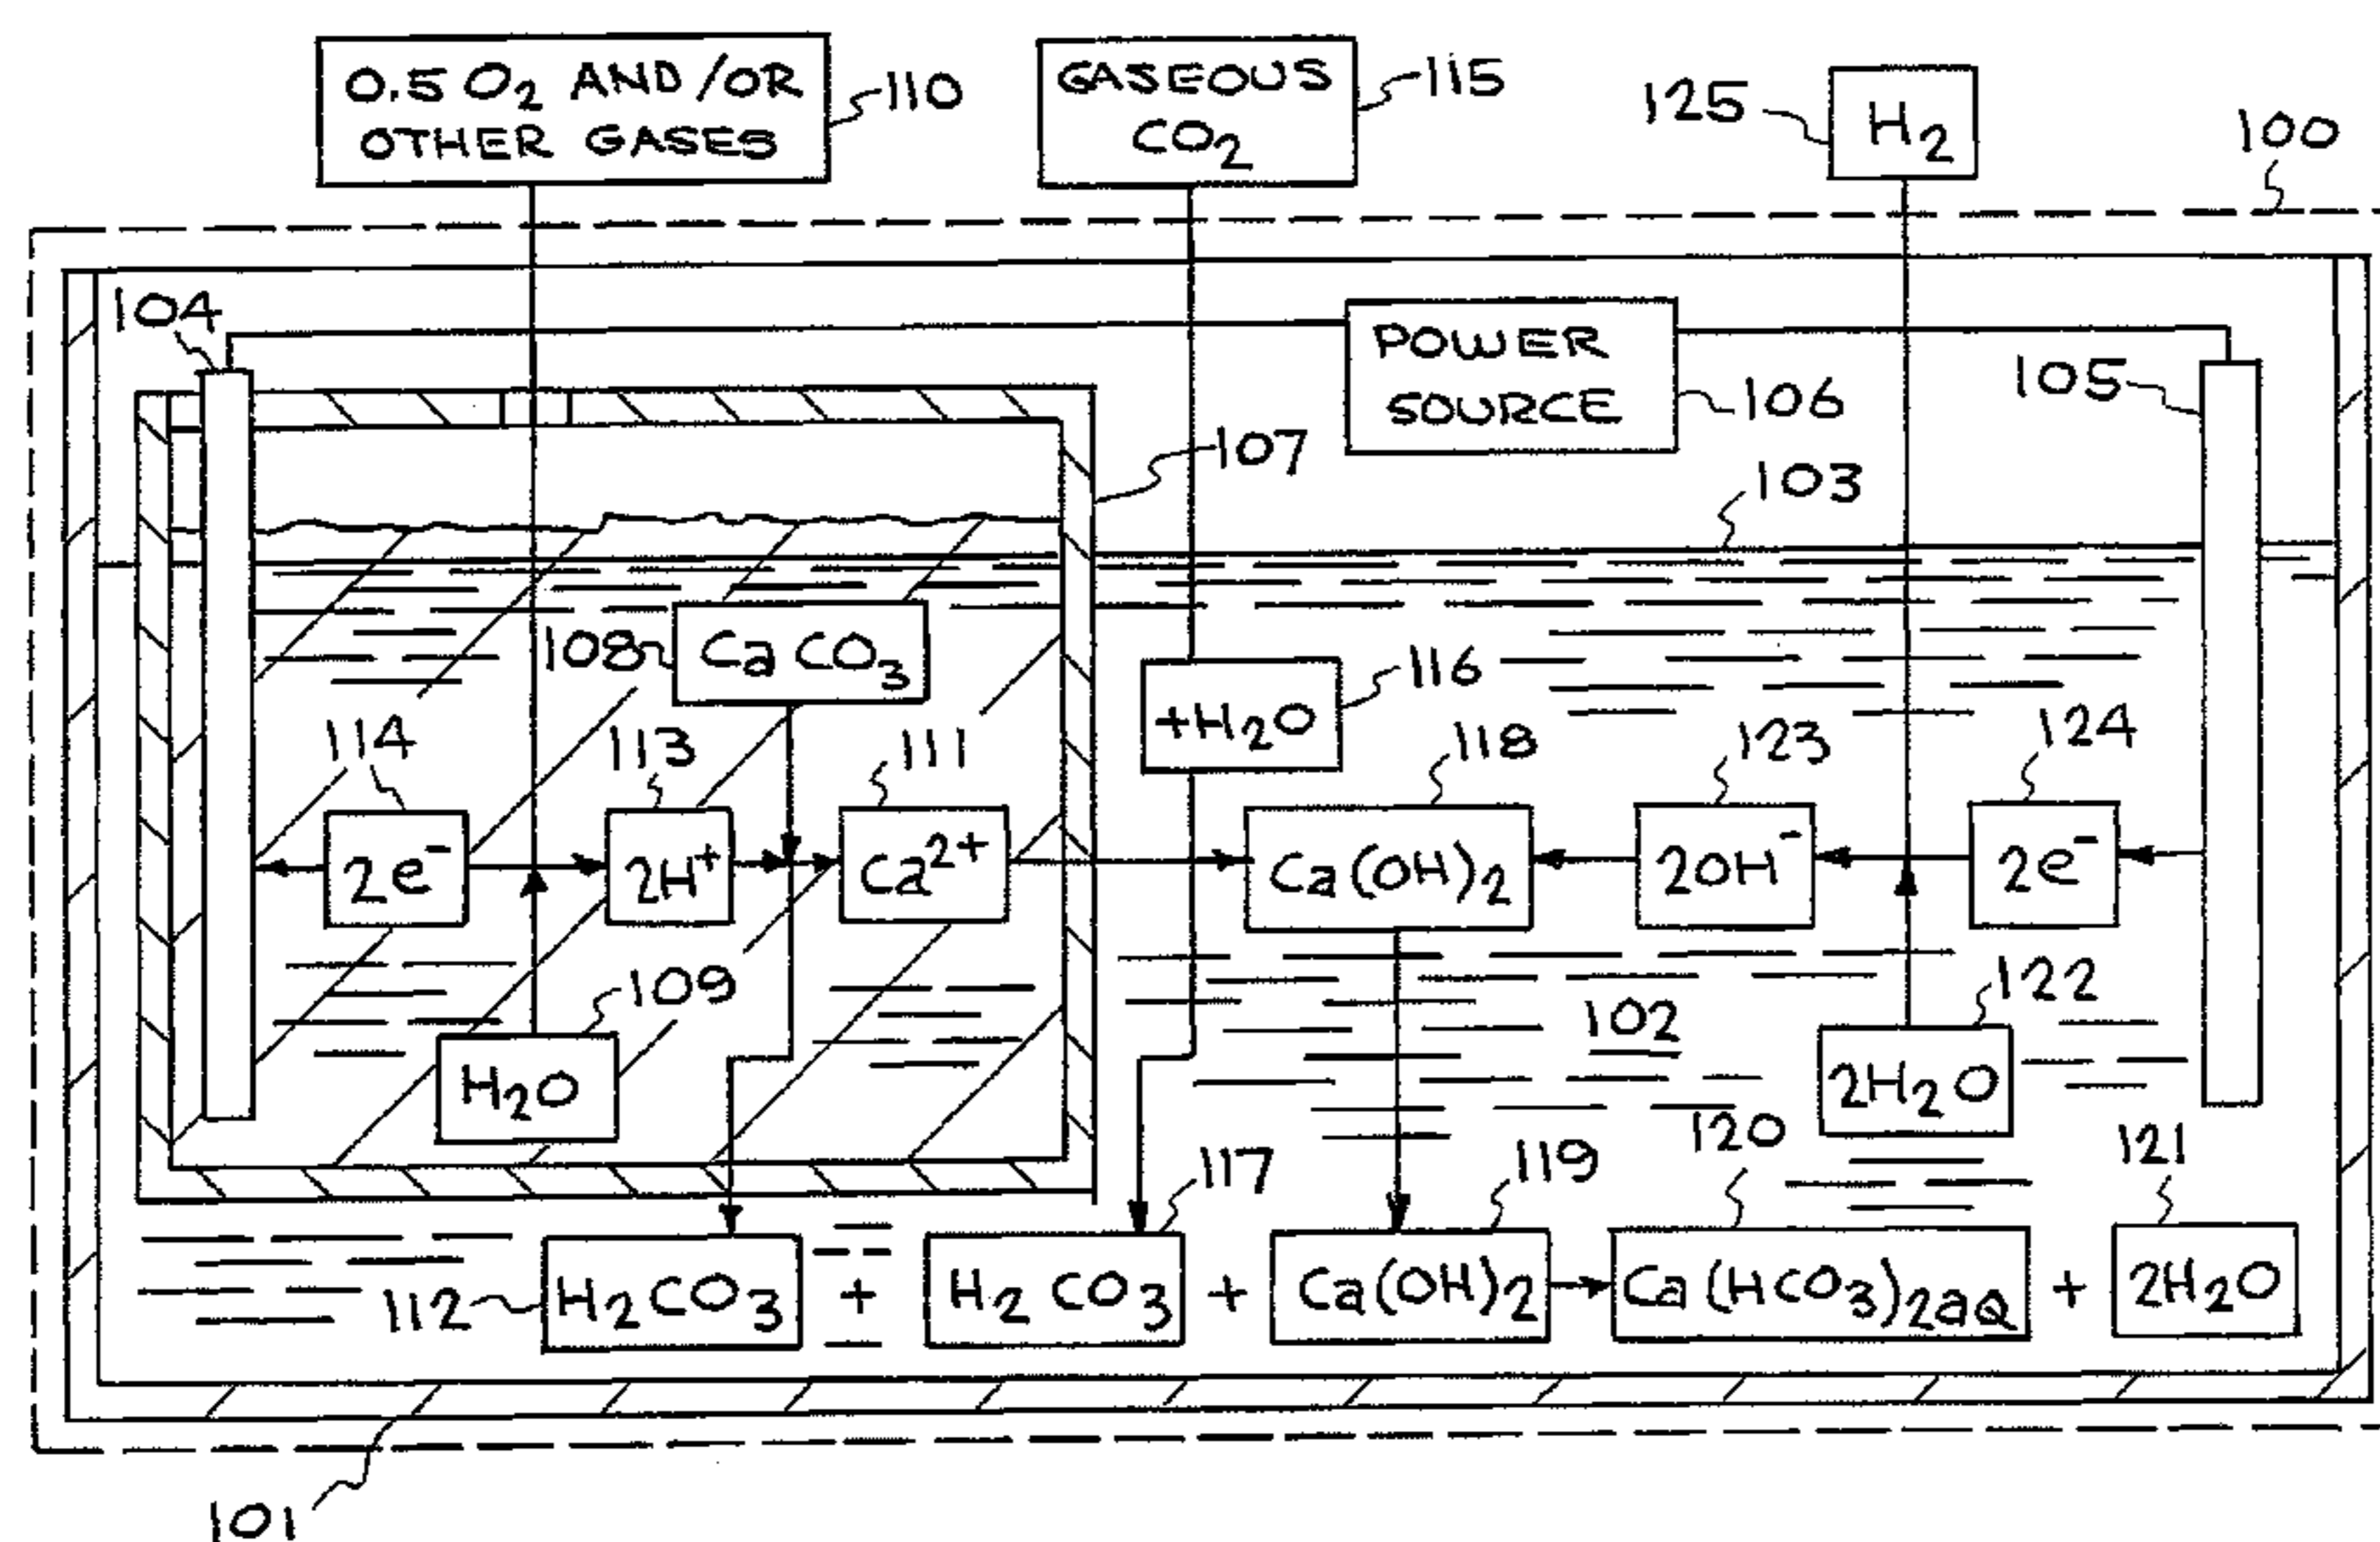 0.5 O₂ AND/OR
OTHER GASES
110
GASEOUS
CO₂
115
125
H₂
100
104
POWER
SOURCE
106
105
107
103
108
CaCO₃
+H₂O
116
114
113
111
118
123
124
2e⁻
2H⁺
Ca²⁺
Ca(OH)₂
2OH⁻
2e⁻
109
H₂O
102
122
2H₂O
117
119
120
121
112
H₂CO₃
+
H₂CO₃
+
Ca(OH)₂
Ca(HCO₃)₂aQ
+
2H₂O
101